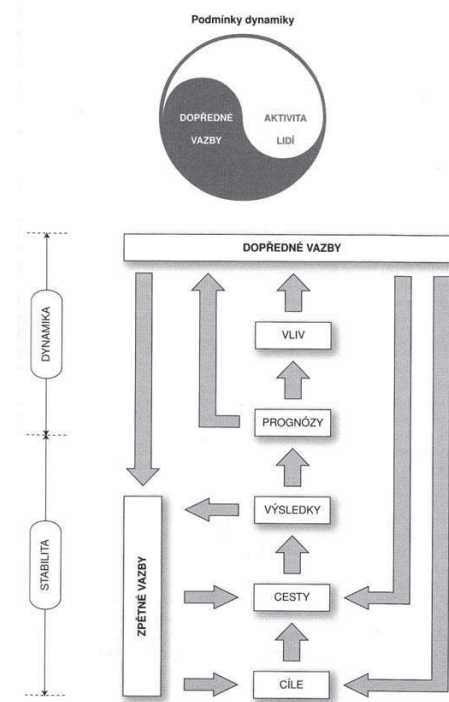 Podmínky dynamiky
DOPŘEDNÉ
VAZBY
AKTIVITA
LIDÍ
DOPŘEDNÉ VAZBY
DYNAMIKA
VLIV
PROGNÓZY
VÝSLEDKY
STABILITA
ZPĚTNÉ VAZBY
CESTY
CÍLE